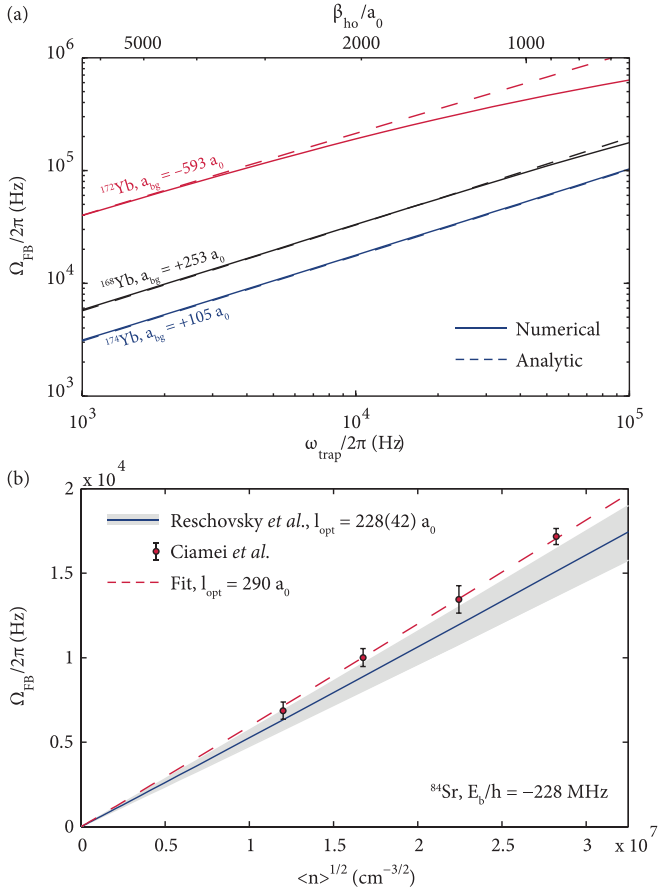 (a)
β_ho/a_0
5000 2000 1000
10^6
10^5
10^4
10^3
Ω_FB/2π (Hz)
^172Yb, a_bg = −593 a_0
^168Yb, a_bg = +253 a_0
^174Yb, a_bg = +105 a_0
Numerical
Analytic
10^3 10^4 10^5
ω_trap/2π (Hz)
(b)
x 10^4
2
1.5
1
0.5
0
Ω_FB/2π (Hz)
Reschovsky et al., l_opt = 228(42) a_0
Ciamei et al.
Fit, l_opt = 290 a_0
^84Sr, E_b/h = −228 MHz
0 0.5 1 1.5 2 2.5 3 x 10^7
<n>^1/2 (cm^−3/2)